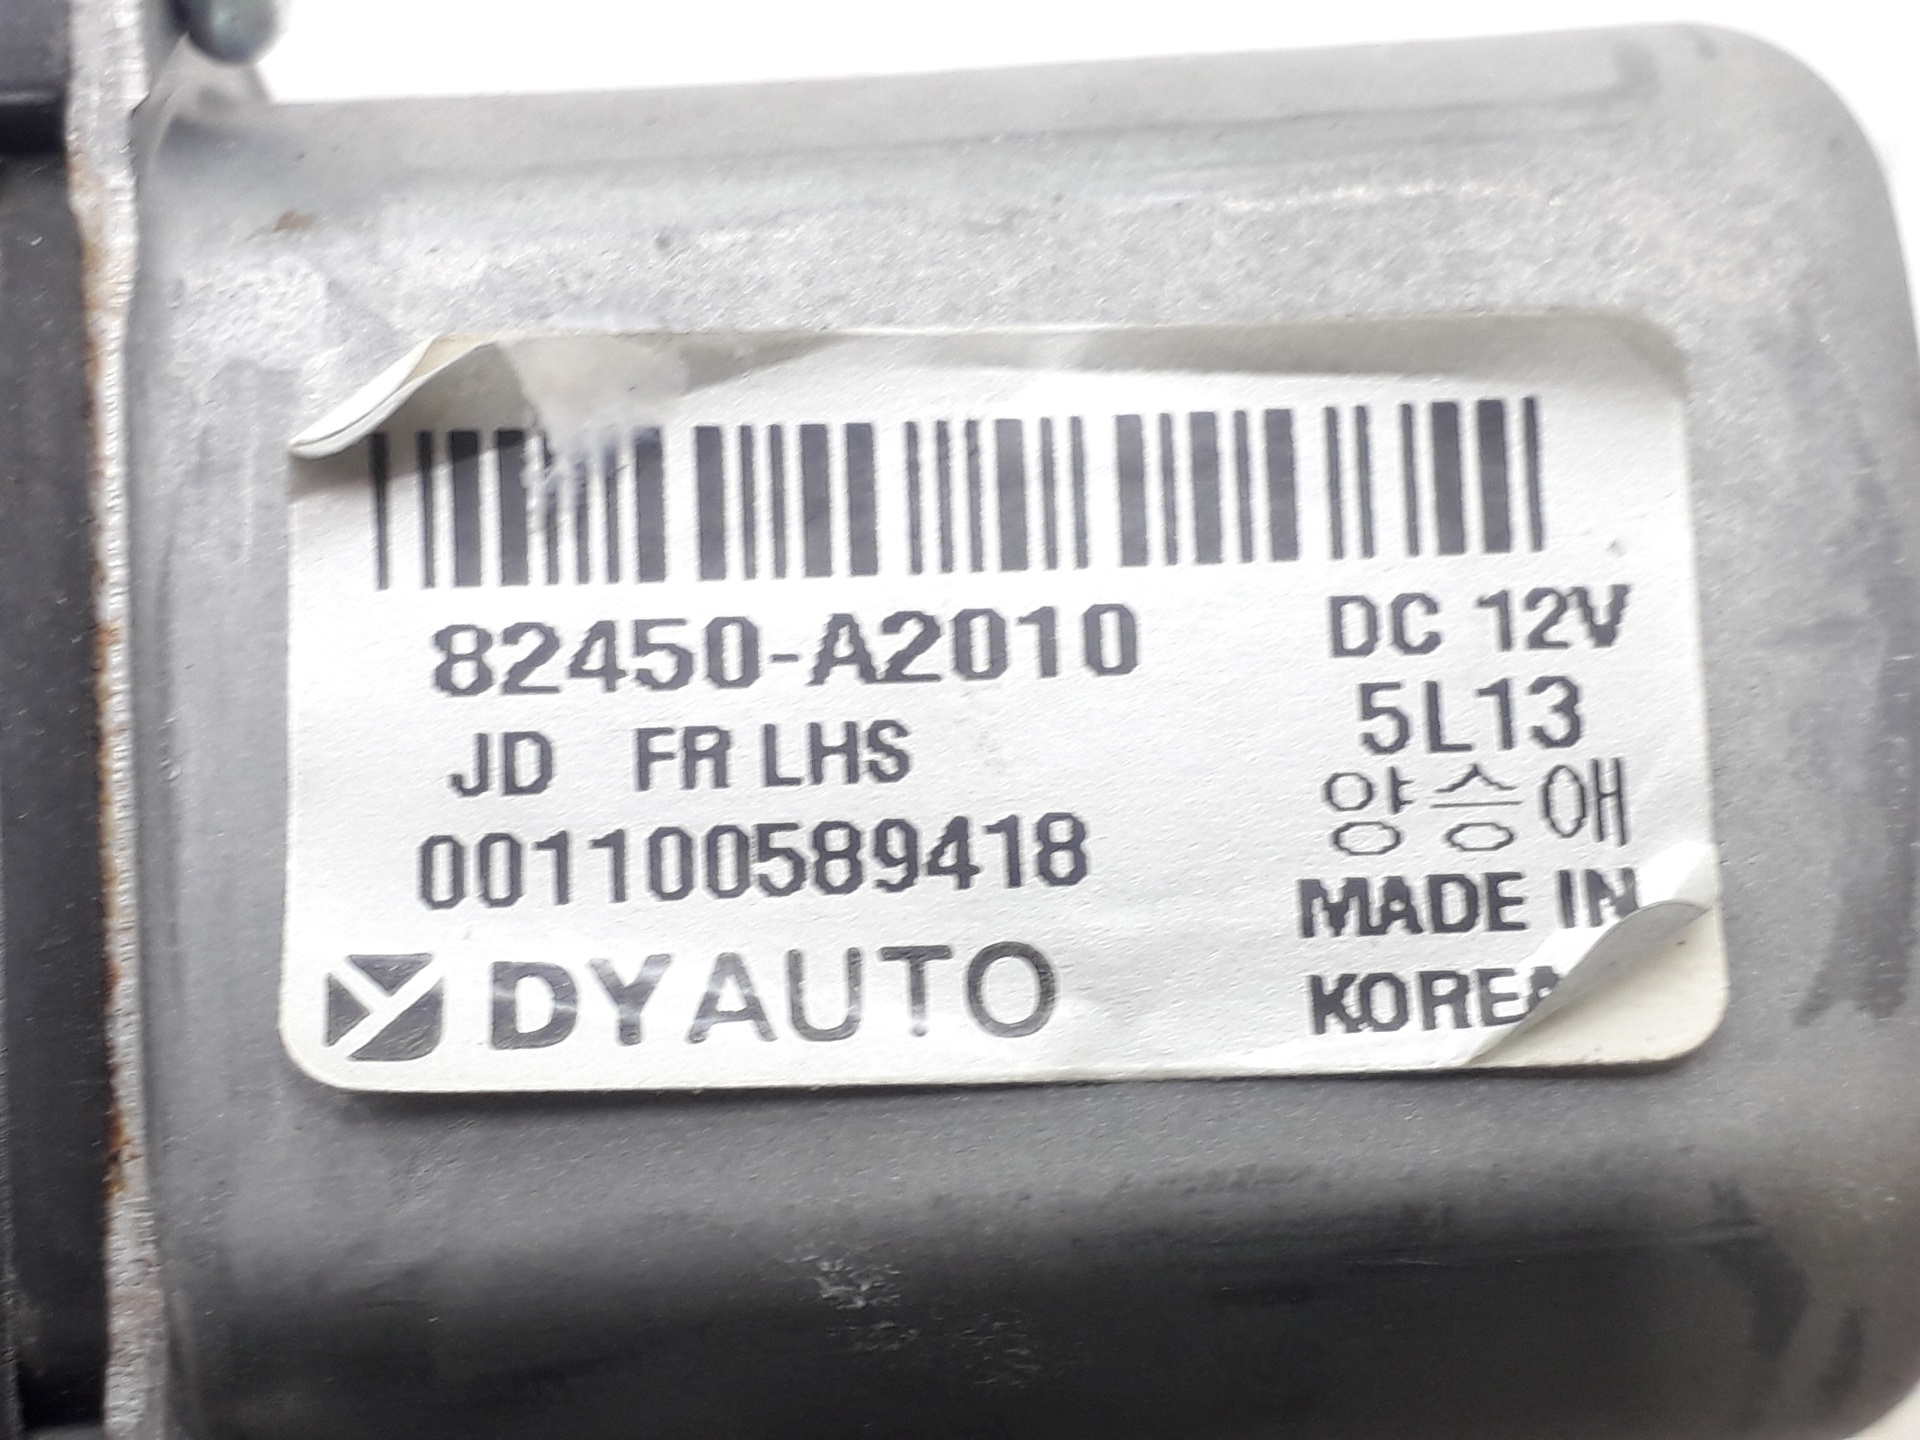 82450-A2010
JD FR LHS
001100589418
DYAUTO
DC 12V
5L13
양승애
MADE IN
KOREA